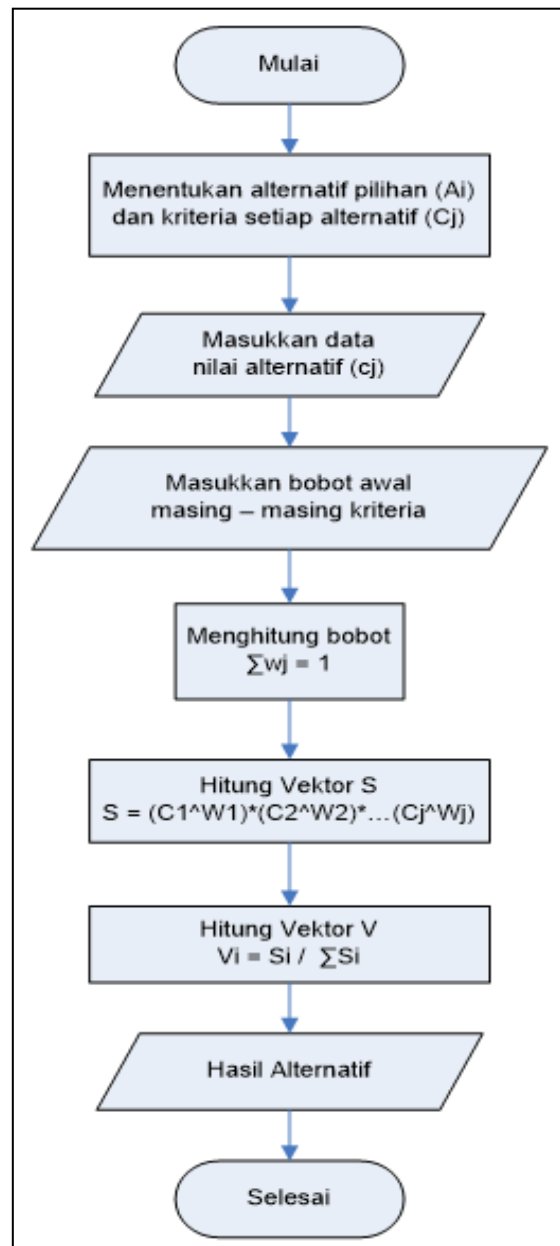 Mulai
Menentukan alternatif pilihan (Ai)
dan kriteria setiap alternatif (Cj)
Masukkan data
nilai alternatif (cj)
Masukkan bobot awal
masing – masing kriteria
Menghitung bobot
∑wj = 1
Hitung Vektor S
S = (C1^W1)*(C2^W2)*...(Cj^Wj)
Hitung Vektor V
Vi = Si / ∑Si
Hasil Alternatif
Selesai